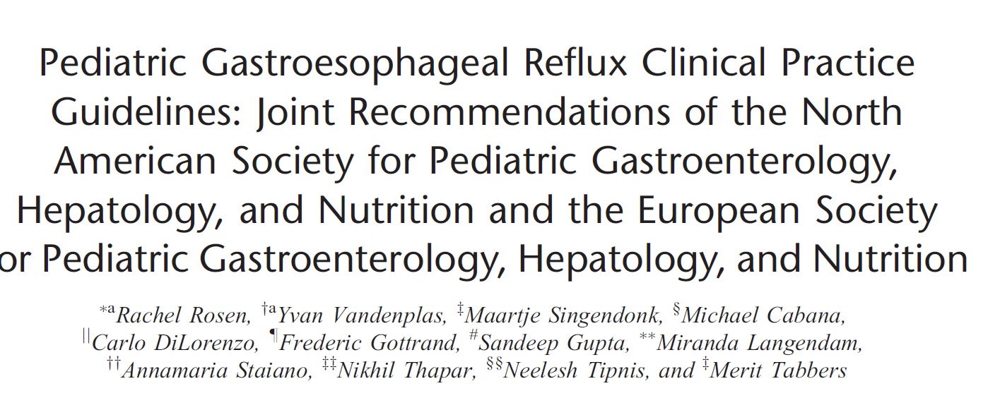 Pediatric Gastroesophageal Reflux Clinical Practice
Guidelines: Joint Recommendations of the North
American Society for Pediatric Gastroenterology,
Hepatology, and Nutrition and the European Society
or Pediatric Gastroenterology, Hepatology, and Nutrition
*aRachel Rosen, †aYvan Vandenplas, ‡Maartje Singendonk, §Michael Cabana,
||Carlo DiLorenzo, ¶Frederic Gottrand, #Sandeep Gupta, **Miranda Langendam,
††Annamaria Staiano, ‡‡Nikhil Thapar, §§Neelesh Tipnis, and ‡Merit Tabbers